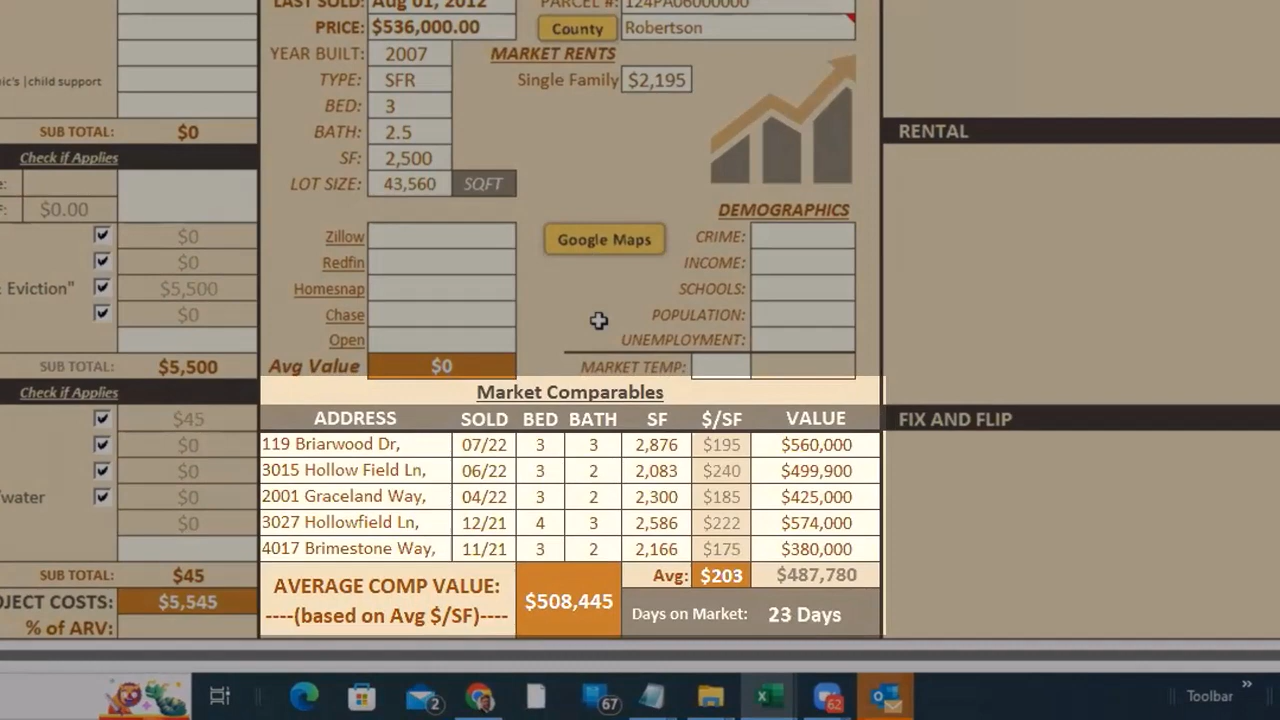 LAST SOLD: Aug 01, 2012 PARCEL #: 124PA06000000
PRICE: $536,000.00 County Robertson
YEAR BUILT: 2007 MARKET RENTS
TYPE: SFR Single Family $2,195
nic's |child support
BED: 3
SUB TOTAL: $0 BATH: 2.5 RENTAL
Check if Applies SF: 2,500
LOT SIZE: 43,560 SQFT
F: $0.00 DEMOGRAPHICS
$0 Zillow Google Maps CRIME:
$0 Redfin INCOME:
Eviction" $5,500 Homesnap SCHOOLS:
$0 Chase POPULATION:
Open UNEMPLOYMENT:
SUB TOTAL: $5,500 Avg Value $0 MARKET TEMP:
Check if Applies Market Comparables
$45 ADDRESS SOLD BED BATH SF $/SF VALUE FIX AND FLIP
$0 119 Briarwood Dr, 07/22 3 3 2,876 $195 $560,000
$0 3015 Hollow Field Ln, 06/22 3 2 2,083 $240 $499,900
/water $0 2001 Graceland Way, 04/22 3 2 2,300 $185 $425,000
$0 3027 Hollowfield Ln, 12/21 4 3 2,586 $222 $574,000
4017 Brimestone Way, 11/21 3 2 2,166 $175 $380,000
SUB TOTAL: $45 AVERAGE COMP VALUE: Avg: $203 $487,780
OJECT COSTS: $5,545 $508,445
% of ARV: ----(based on Avg $/SF)---- Days on Market: 23 Days
2 67 62 Toolbar »